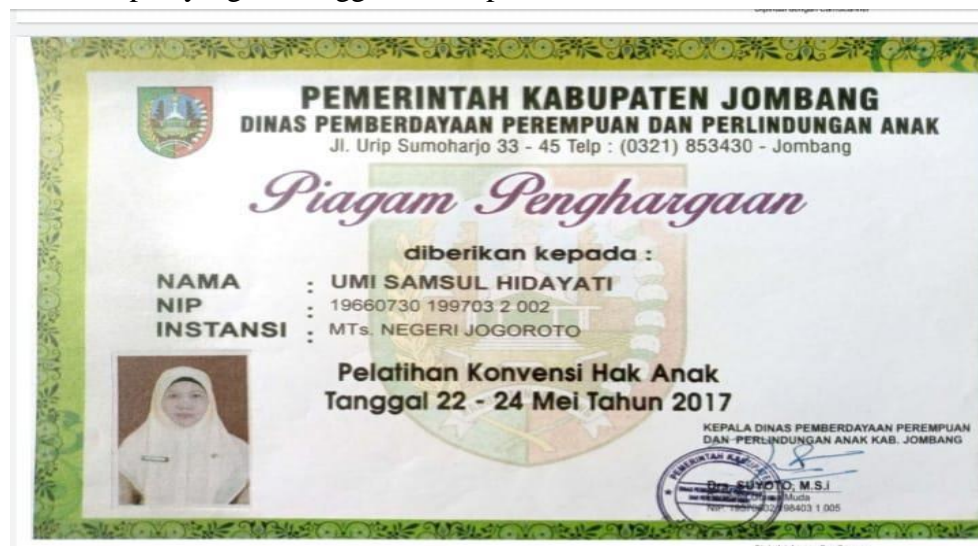 PEMERINTAH KABUPATEN JOMBANG
DINAS PEMBERDAYAAN PEREMPUAN DAN PERLINDUNGAN ANAK
Jl. Urip Sumoharjo 33 - 45 Telp : (0321) 853430 - Jombang
Piagam Penghargaan
diberikan kepada :
NAMA : UMI SAMSUL HIDAYATI
NIP : 19660730 199703 2 002
INSTANSI : MTs. NEGERI JOGOROTO
Pelatihan Konvensi Hak Anak
Tanggal 22 - 24 Mei Tahun 2017
KEPALA DINAS PEMBERDAYAAN PEREMPUAN
DAN PERLINDUNGAN ANAK KAB. JOMBANG
Dra. SUYOTO, M.S.i
Muda
NIP.